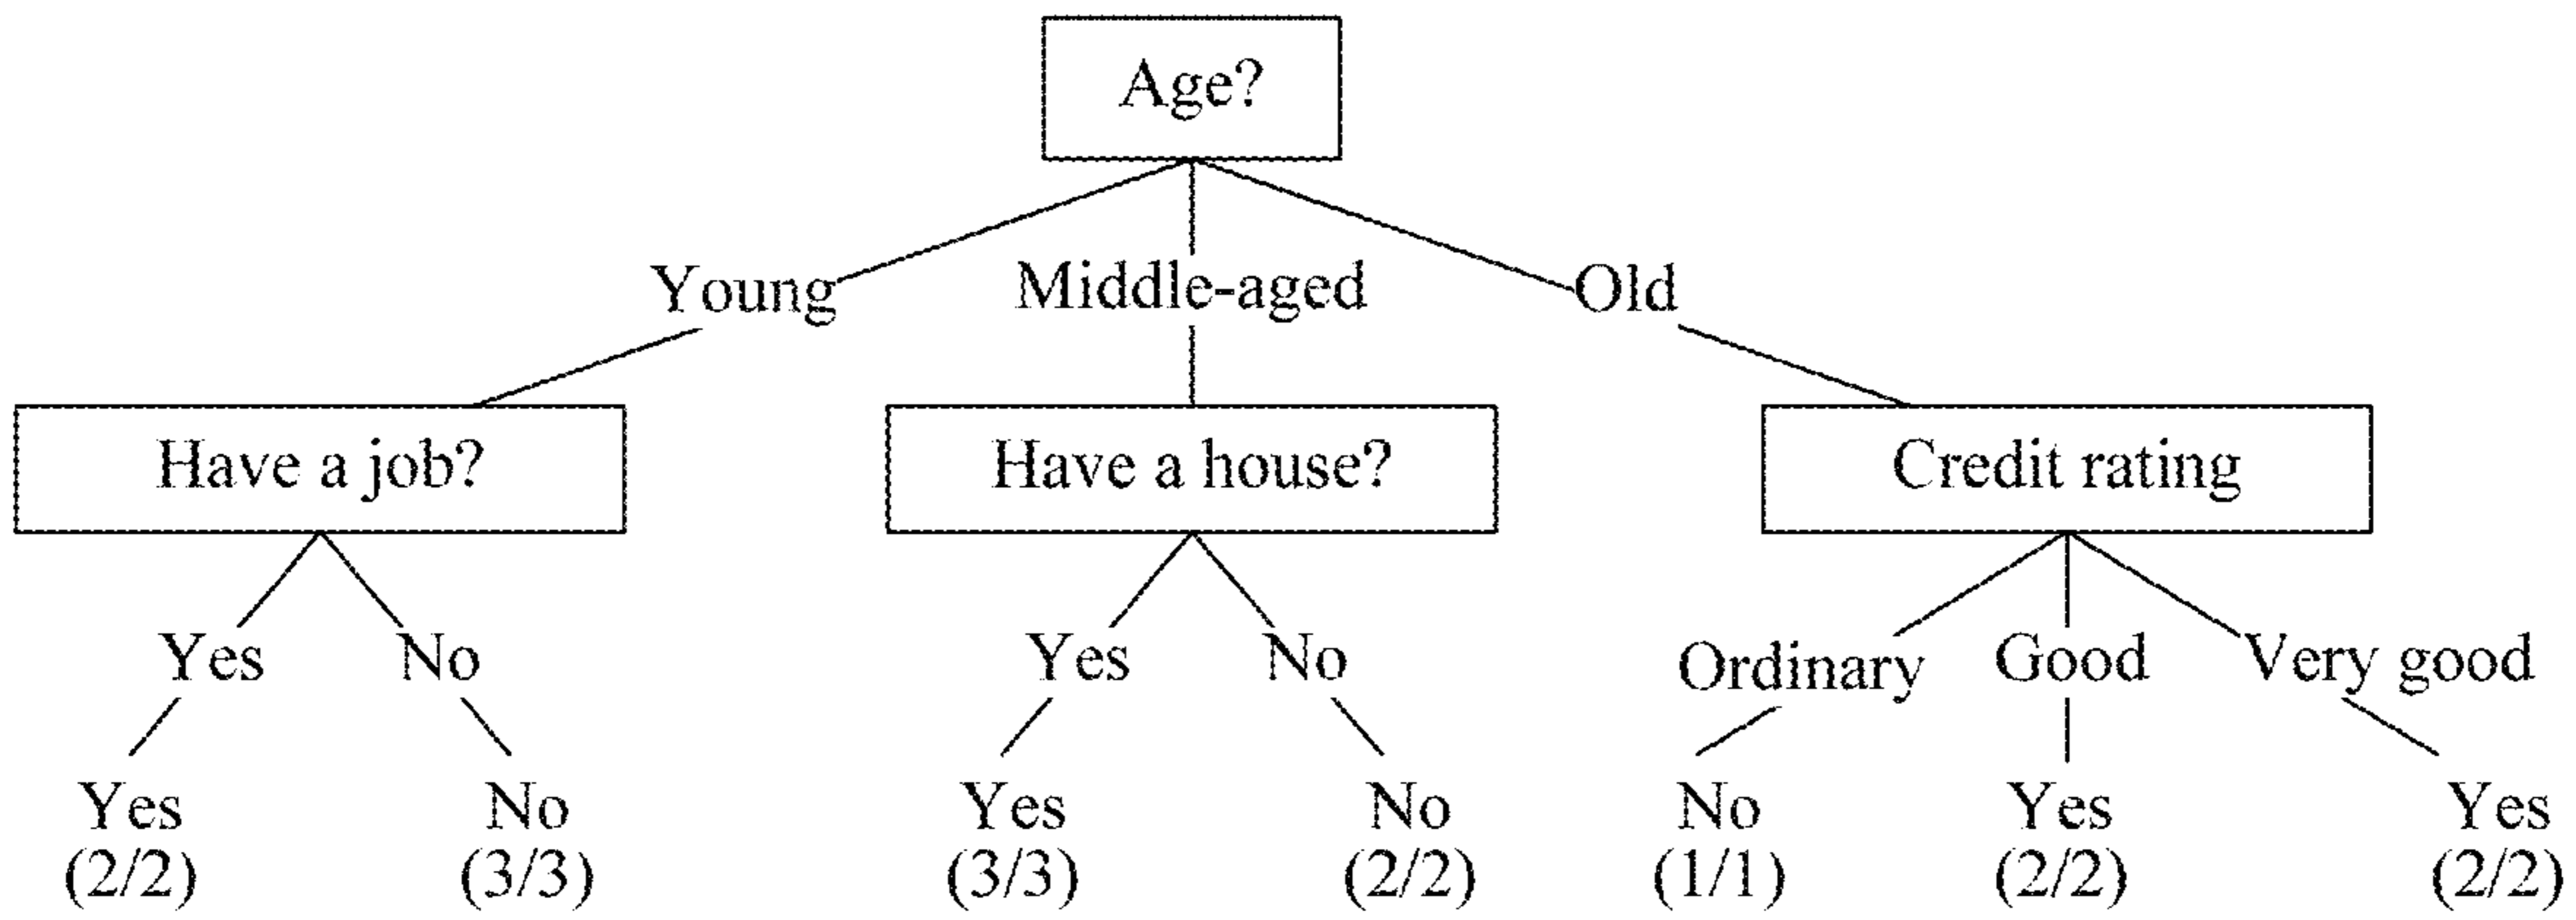 Age?
Young Middle-aged Old
Have a job? Have a house? Credit rating
Yes No Yes No Ordinary Good Very good
Yes No Yes No No Yes Yes
(2/2) (3/3) (3/3) (2/2) (1/1) (2/2) (2/2)